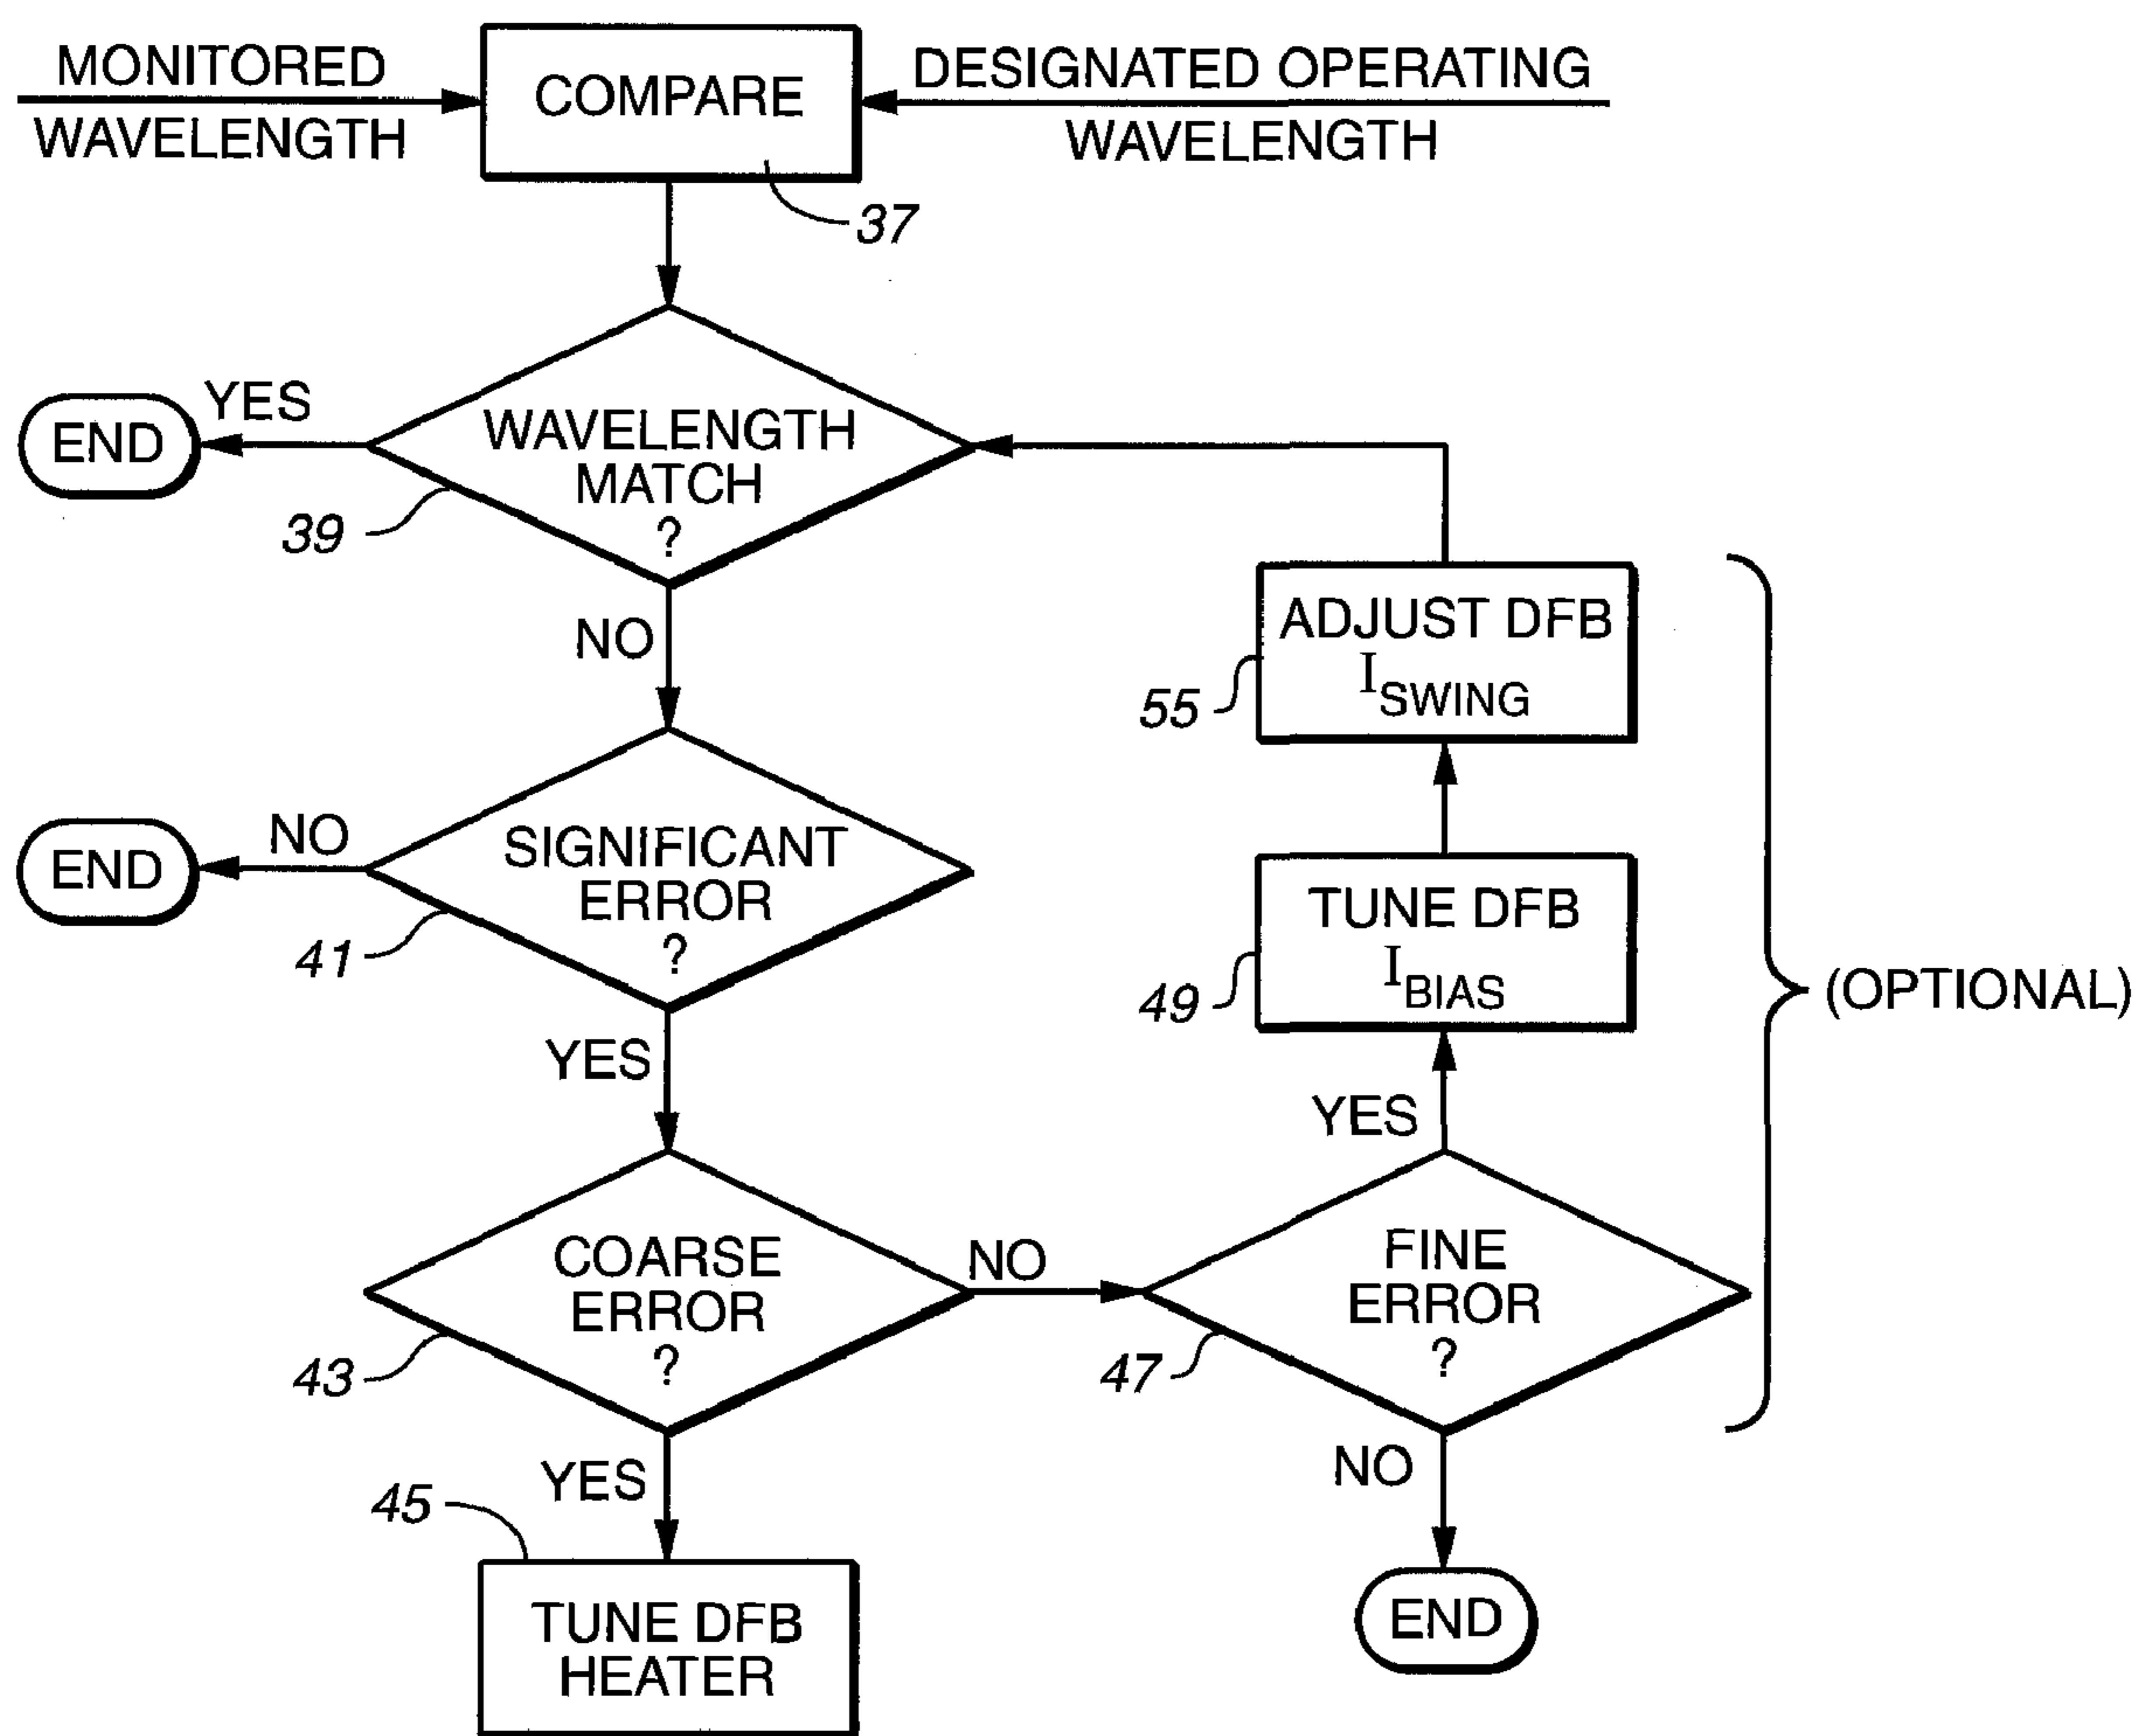 MONITORED
WAVELENGTH
COMPARE
DESIGNATED OPERATING
WAVELENGTH
37
END
YES
WAVELENGTH
MATCH
?
39
NO
ADJUST DFB
I SWING
55
END
NO
SIGNIFICANT
ERROR
?
41
TUNE DFB
I BIAS
49
(OPTIONAL)
YES
YES
COARSE
ERROR
?
43
NO
FINE
ERROR
?
47
YES
45
NO
TUNE DFB
HEATER
END